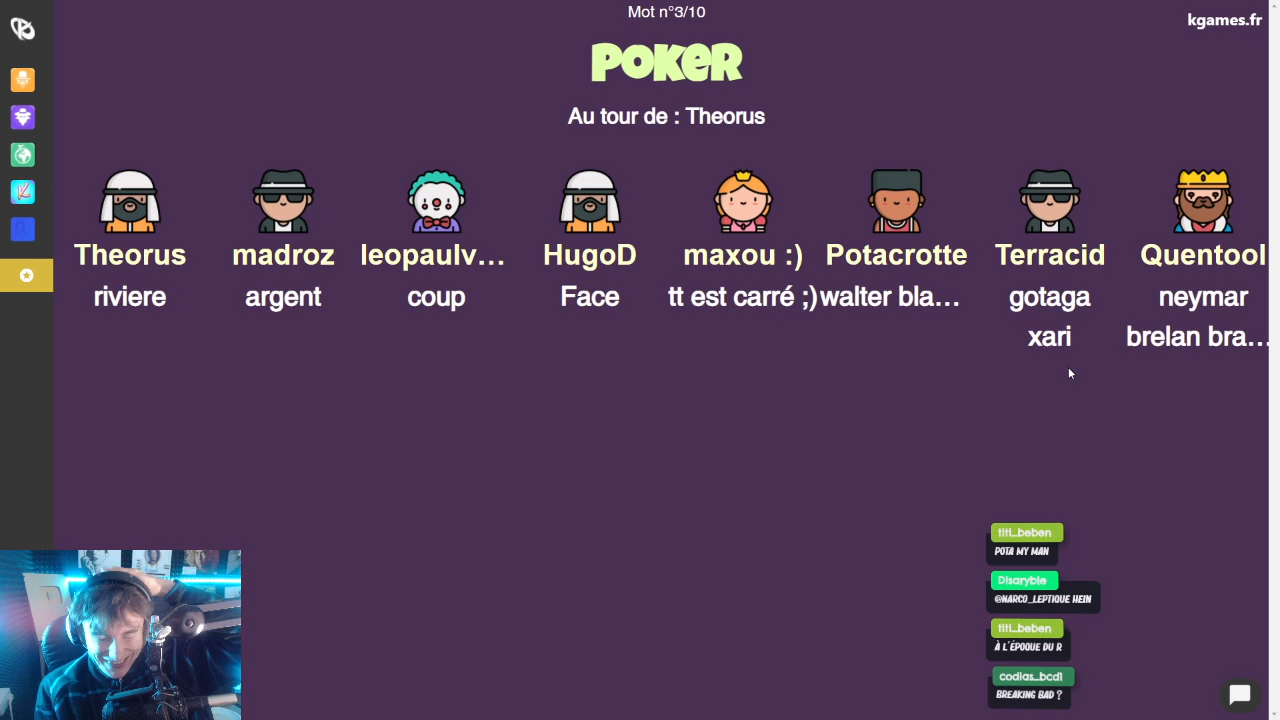 Mot n°3/10
kgames.fr
POKER
Au tour de : Theorus
Theorus
madroz
leopaulv...
HugoD
maxou :)
Potacrotte
Terracid
Quentool
riviere
argent
coup
Face
tt est carré ;)
walter bla...
gotaga
neymar
xari
brelan bra...
titi_beben
POTA MY MAN
Disaryble
@NARCO_LEPTIQUE HEIN
titi_beben
À L'ÉPOQUE DU R
codias_bcd1
BREAKING BAD ?